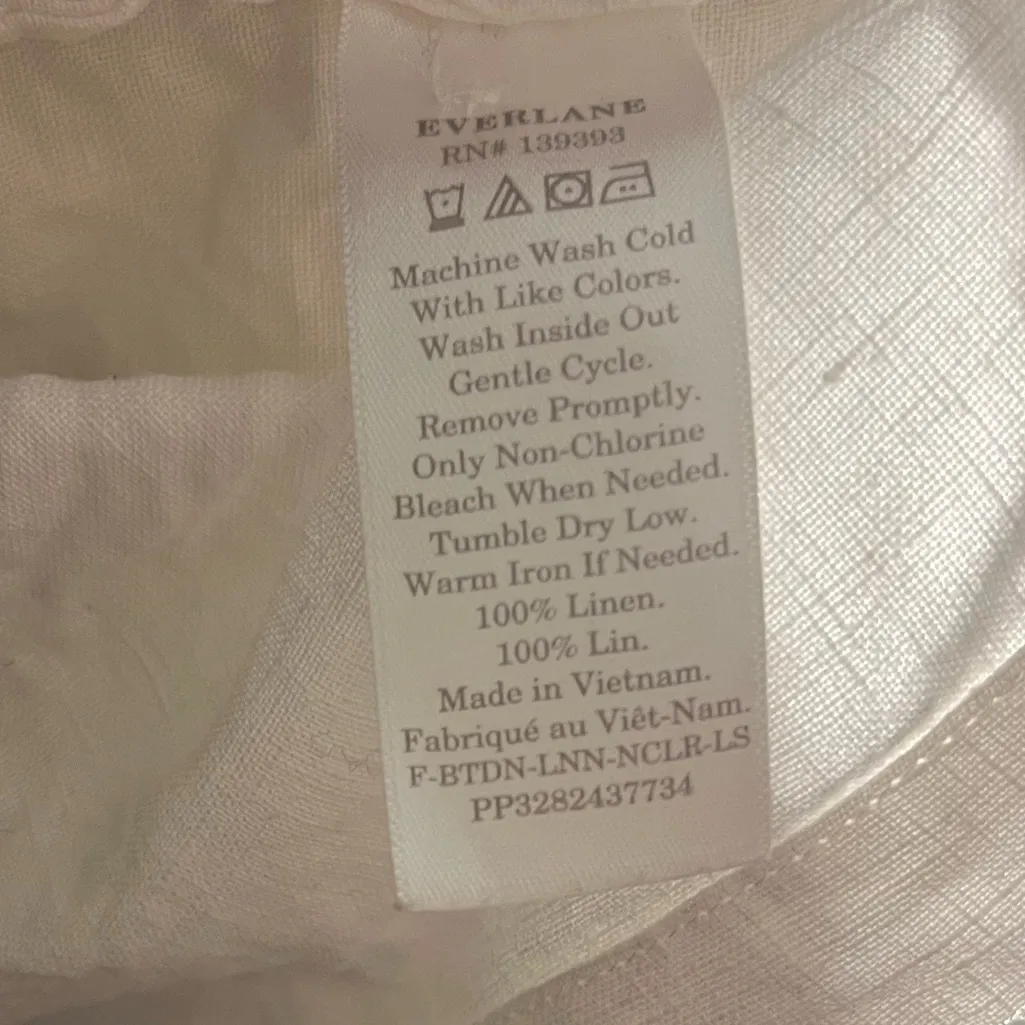 EVERLANE
RN# 139393
Machine Wash Cold
With Like Colors.
Wash Inside Out
Gentle Cycle.
Remove Promptly.
Only Non-Chlorine
Bleach When Needed.
Tumble Dry Low.
Warm Iron If Needed.
100% Linen.
100% Lin.
Made in Vietnam.
Fabriqué au Viêt-Nam.
F-BTDN-LNN-NCLR-LS
PP3282437734